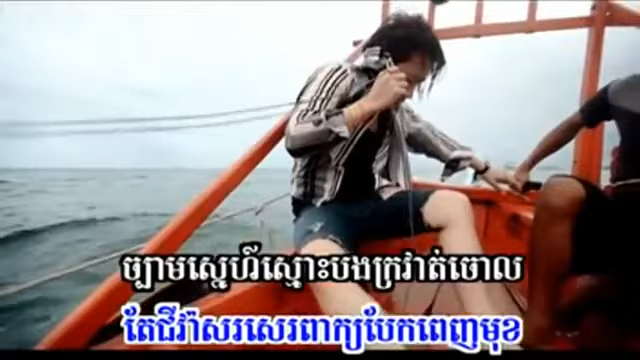 ច្បាមស្នេហ៍ស្មោះបងក្រវាត់ចោល
តែជីវ៉ាសរសេរពាក្យបែកពេញមុខ